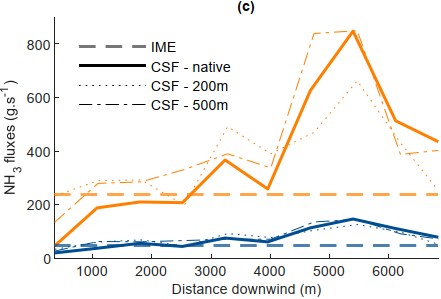 (c)
NH3 fluxes (g.s-1)
800
600
400
200
0
IME
CSF - native
CSF - 200m
CSF - 500m
1000 2000 3000 4000 5000 6000
Distance downwind (m)